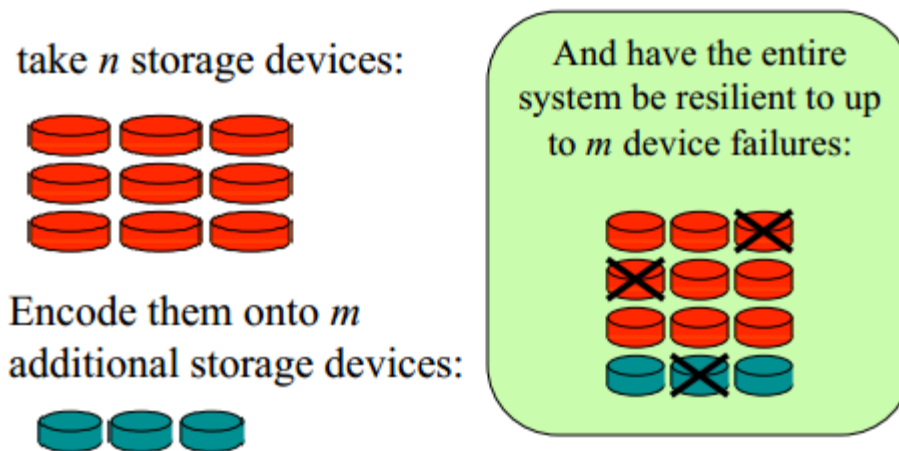 take n storage devices:
Encode them onto m
additional storage devices:
And have the entire
system be resilient to up
to m device failures: